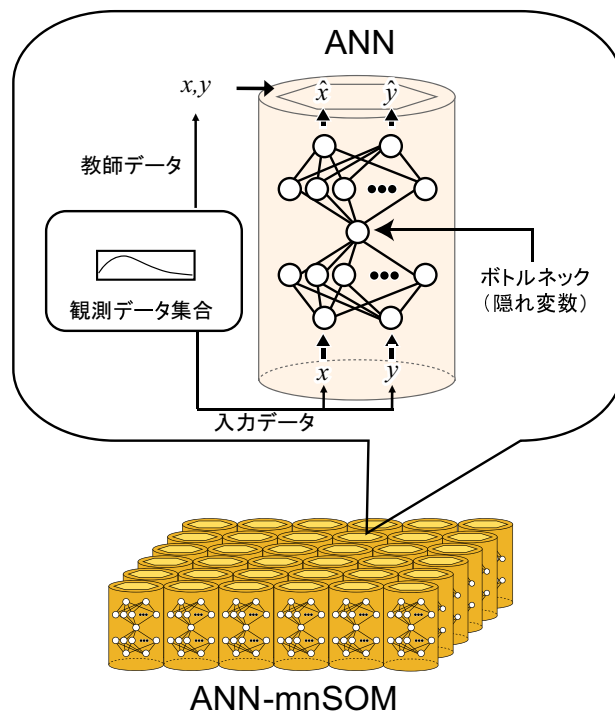 ANN
x,y
x̂ ŷ
教師データ
観測データ集合
ボトルネック
（隠れ変数）
x y
入力データ
ANN-mnSOM